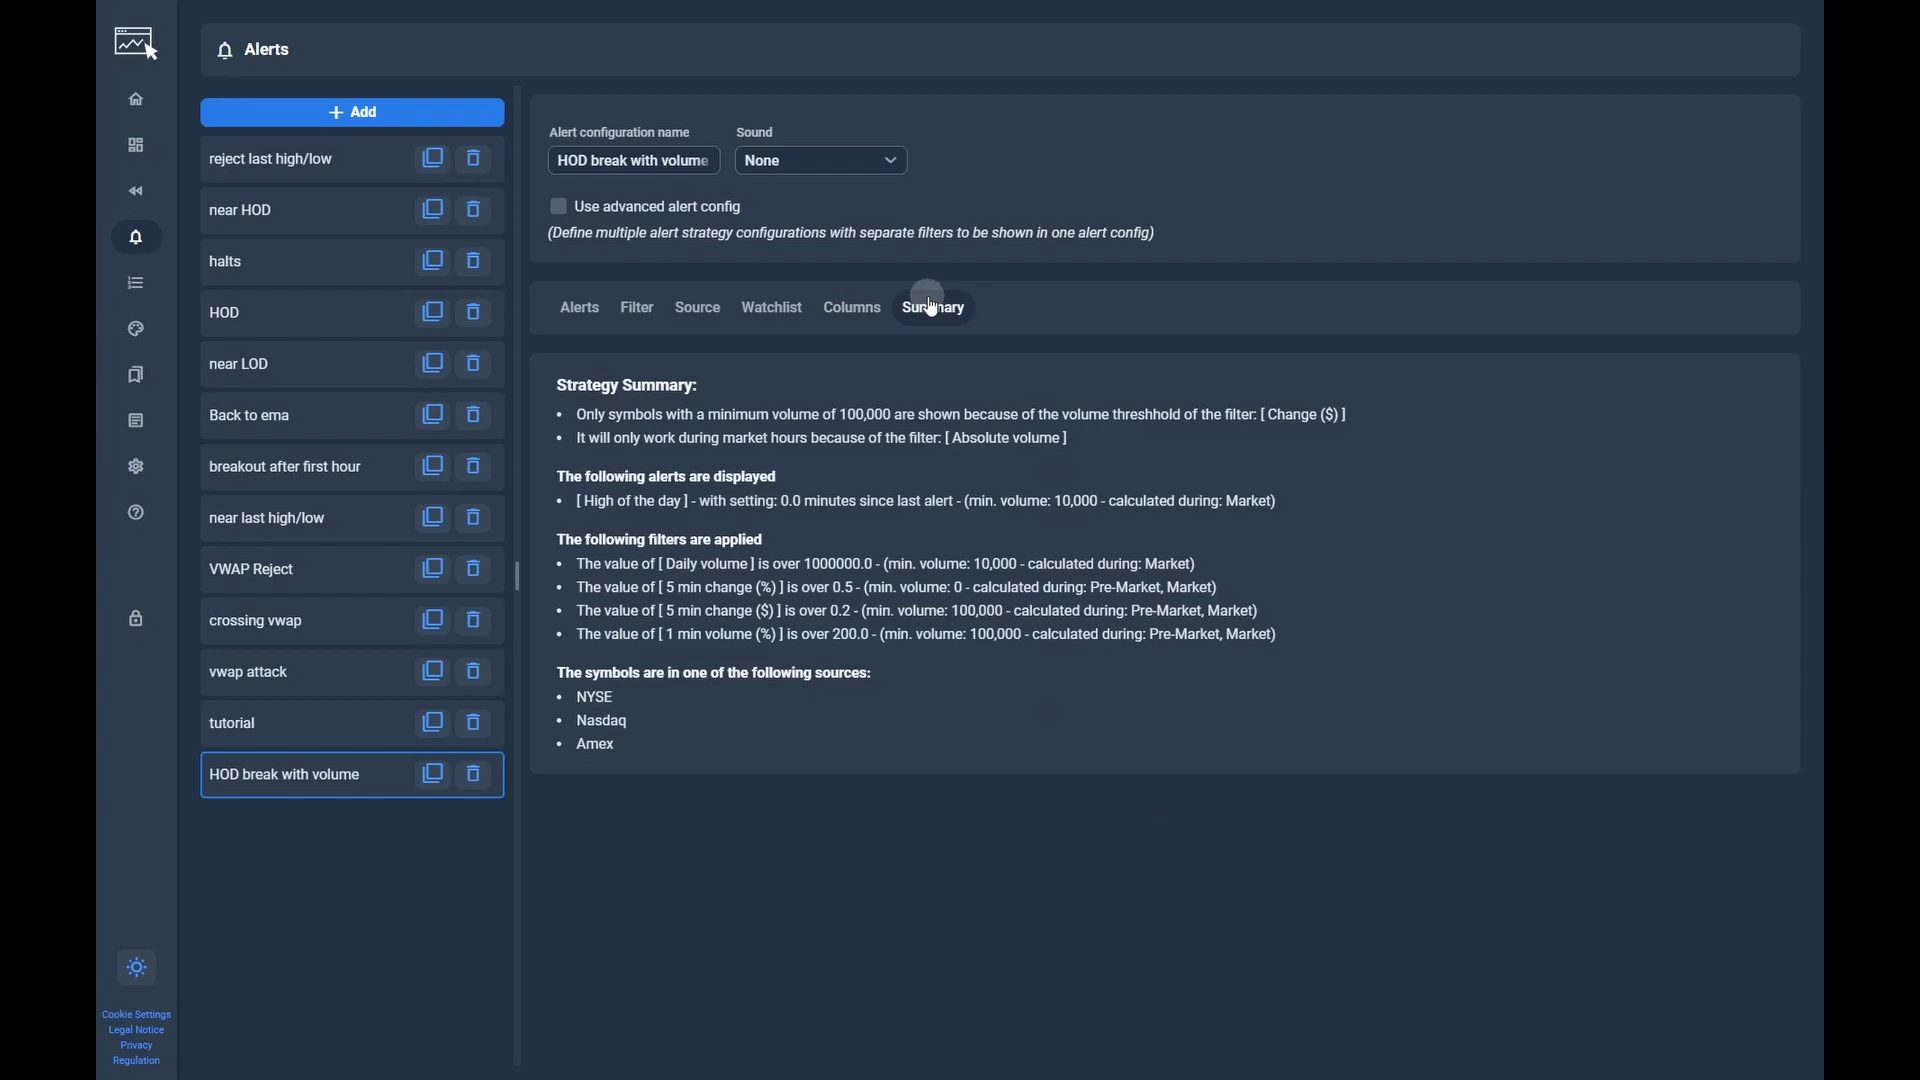 Alerts
+ Add
reject last high/low
near HOD
halts
HOD
near LOD
Back to ema
breakout after first hour
near last high/low
VWAP Reject
crossing vwap
vwap attack
tutorial
HOD break with volume
Cookie Settings
Legal Notice
Privacy
Regulation
Alert configuration name Sound
HOD break with volume None
Use advanced alert config
(Define multiple alert strategy configurations with separate filters to be shown in one alert config)
Alerts Filter Source Watchlist Columns Summary
Strategy Summary:
• Only symbols with a minimum volume of 100,000 are shown because of the volume threshhold of the filter: [ Change ($) ]
• It will only work during market hours because of the filter: [ Absolute volume ]
The following alerts are displayed
• [ High of the day ] - with setting: 0.0 minutes since last alert - (min. volume: 10,000 - calculated during: Market)
The following filters are applied
• The value of [ Daily volume ] is over 1000000.0 - (min. volume: 10,000 - calculated during: Market)
• The value of [ 5 min change (%) ] is over 0.5 - (min. volume: 0 - calculated during: Pre-Market, Market)
• The value of [ 5 min change ($) ] is over 0.2 - (min. volume: 100,000 - calculated during: Pre-Market, Market)
• The value of [ 1 min volume (%) ] is over 200.0 - (min. volume: 100,000 - calculated during: Pre-Market, Market)
The symbols are in one of the following sources:
• NYSE
• Nasdaq
• Amex